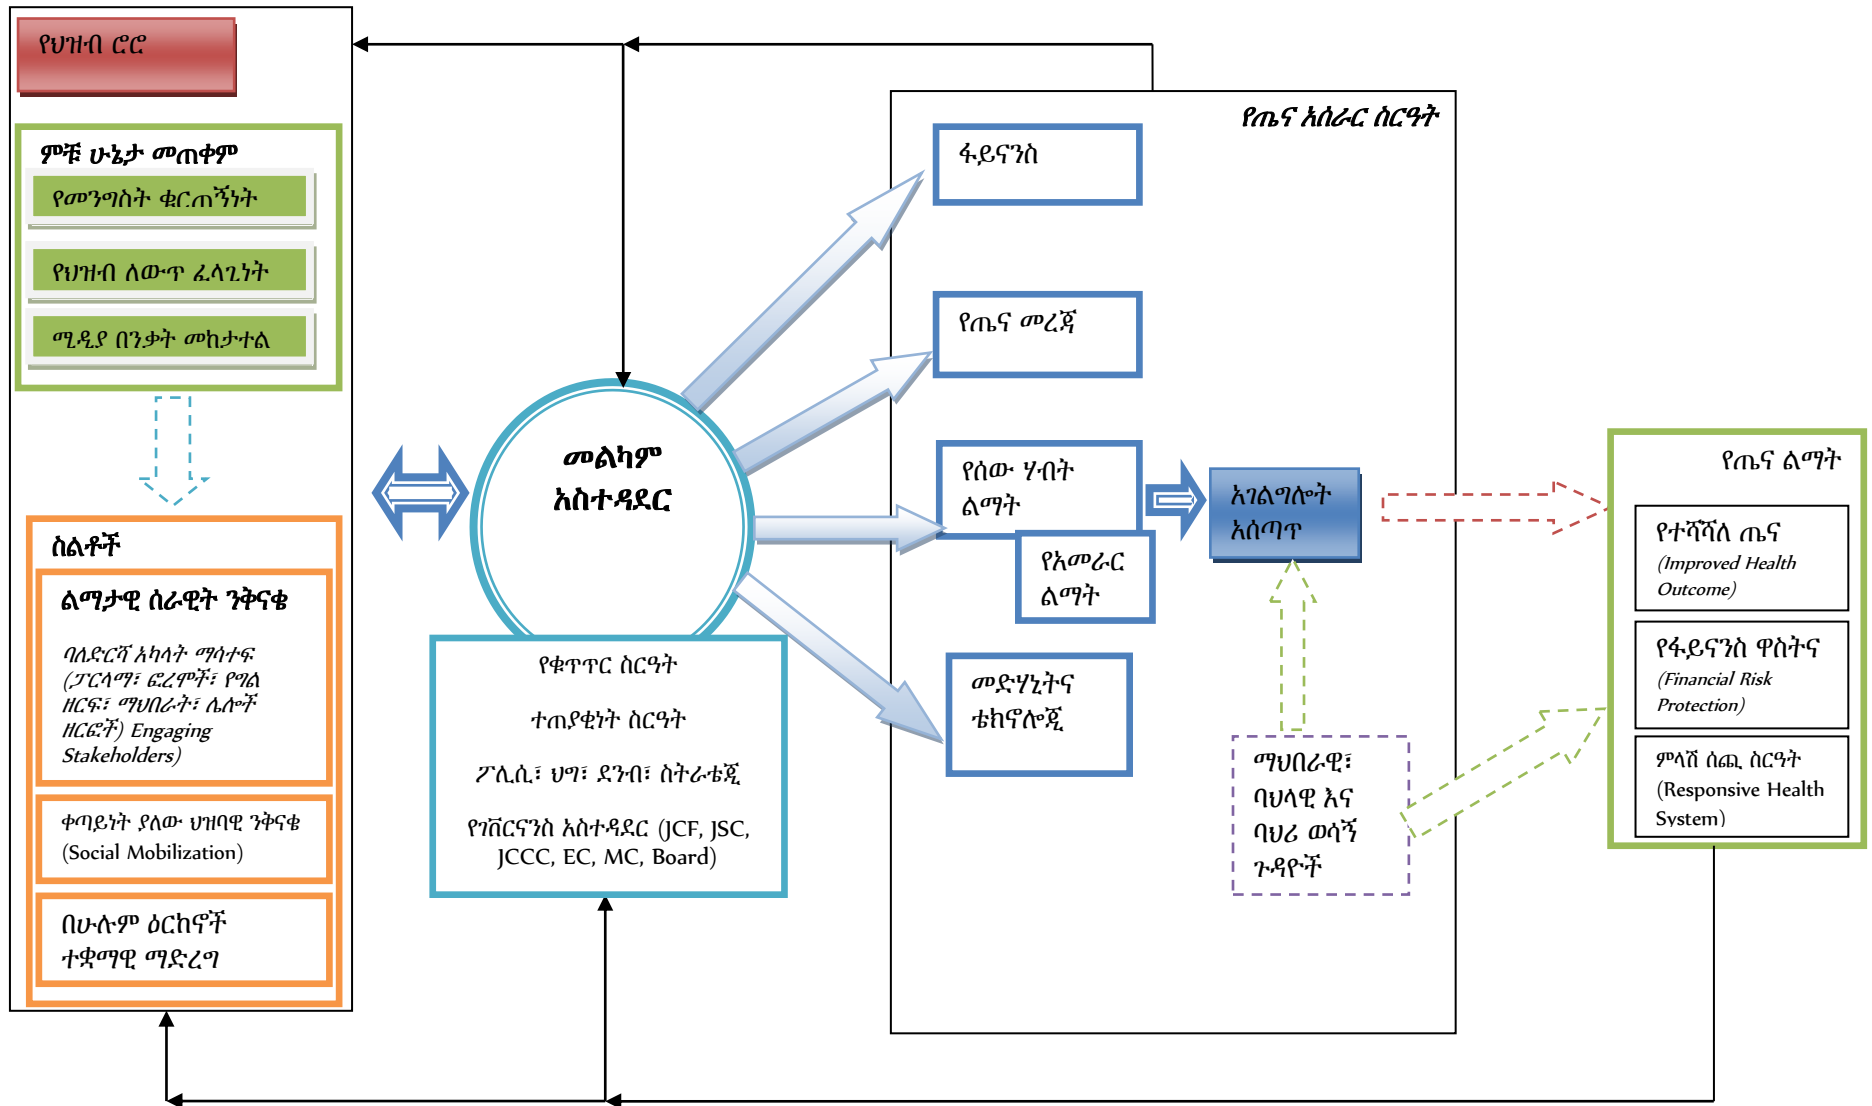 የህዝብ ሮሮ
ምቹ ሁኔታ መጠቀም
የመንግስት ቁርጠኝነት
የህዝብ ለውጥ ፈላጊነት
ሚዲያ በንቃት መከታተል
ስልቶች
ልማታዊ ሰራዊት ንቅናቄ
ባለድርሻ አካላት ማሳተፍ
(ፓርላማ፣ ፎረሞች፣ የግል
ዘርፍ፣ ማህበራት፣ ሌሎች
ዘርፎች) Engaging
Stakeholders)
ቀጣይነት ያለው ህዝባዊ ንቅናቄ
(Social Mobilization)
በሁሉም ዕርከኖች
ተቋማዊ ማድረግ
መልካም
አስተዳደር
የቁጥጥር ስርዓት
ተጠያቂነት ስርዓት
ፖሊሲ፣ ህግ፣ ደንብ፣ ስትራቴጂ
የገቨርናንስ አስተዳደር (JCF, JSC,
JCCC, EC, MC, Board)
የጤና አሰራር ስርዓት
ፋይናንስ
የጤና መረጃ
የሰው ሃብት
ልማት
የአመራር
ልማት
መድሃኒትና
ቴክኖሎጂ
አገልግሎት
አሰጣጥ
ማህበራዊ፣
ባህላዊ እና
ባህሪ ወሳኝ
ጉዳዮች
የጤና ልማት
የተሻሻለ ጤና
(Improved Health
Outcome)
የፋይናንስ ዋስትና
(Financial Risk
Protection)
ምላሽ ሰጪ ስርዓት
(Responsive Health
System)